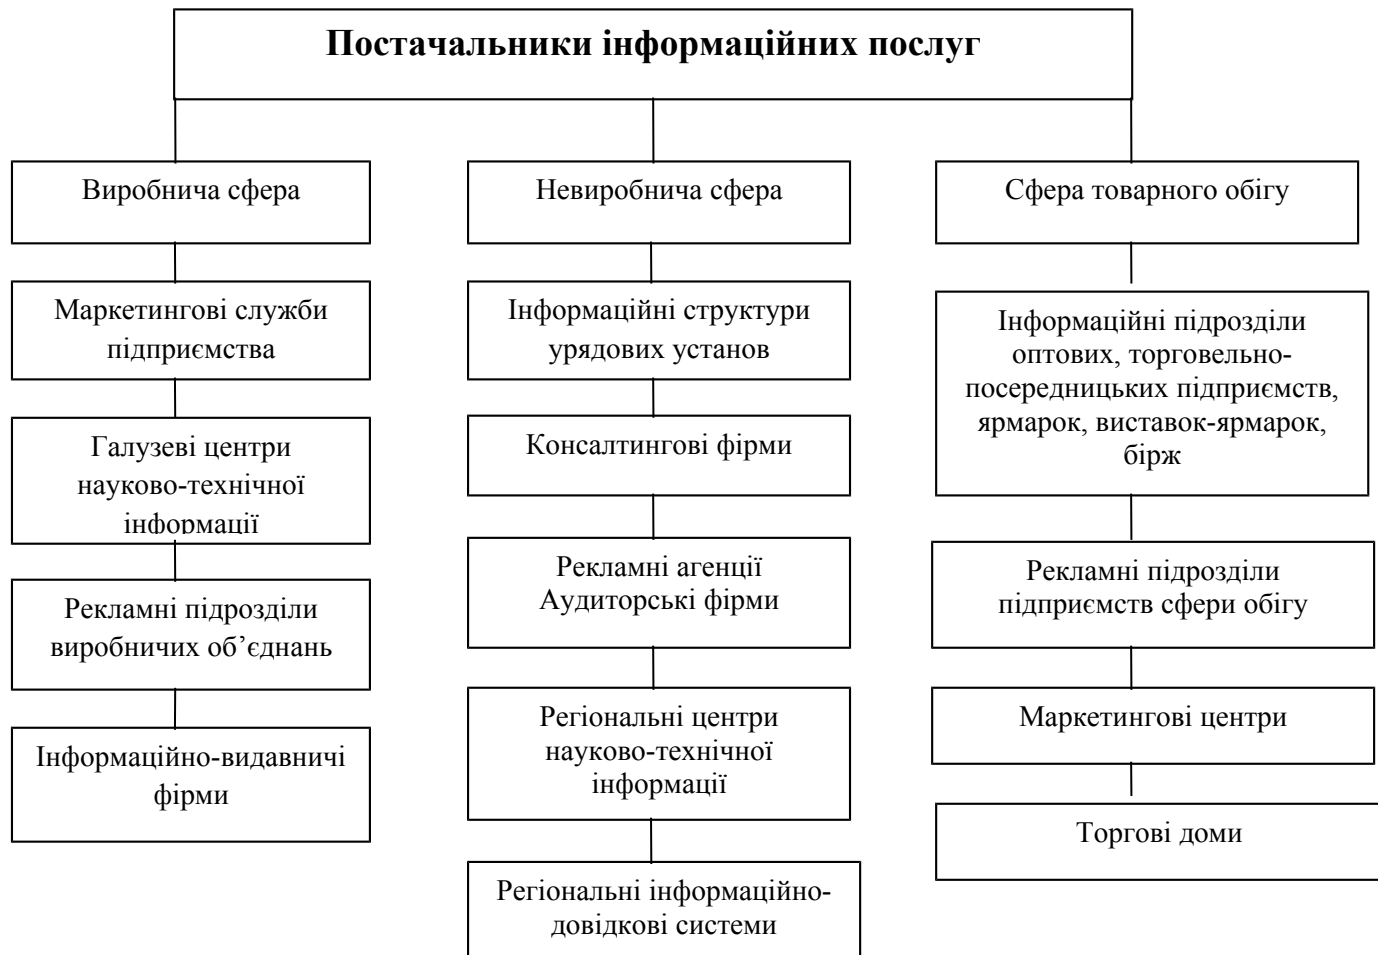 Постачальники інформаційних послуг
Виробнича сфера
Маркетингові служби
підприємства
Галузеві центри
науково-технічної
інформації
Рекламні підрозділи
виробничих об’єднань
Інформаційно-видавничі
фірми
Невиробнича сфера
Інформаційні структури
урядових установ
Консалтингові фірми
Рекламні агенції
Аудиторські фірми
Регіональні центри
науково-технічної
інформації
Регіональні інформаційно-
довідкові системи
Сфера товарного обігу
Інформаційні підрозділи
оптових, торговельно-
посередницьких підприємств,
ярмарок, виставок-ярмарок,
бірж
Рекламні підрозділи
підприємств сфери обігу
Маркетингові центри
Торгові доми